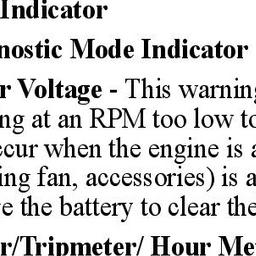 Indicator
nostic Mode Indicator
r Voltage - This warning
ng at an RPM too low to
ccur when the engine is a
ing fan, accessories) is a
e the battery to clear the
r/Tripmeter/ Hour Me